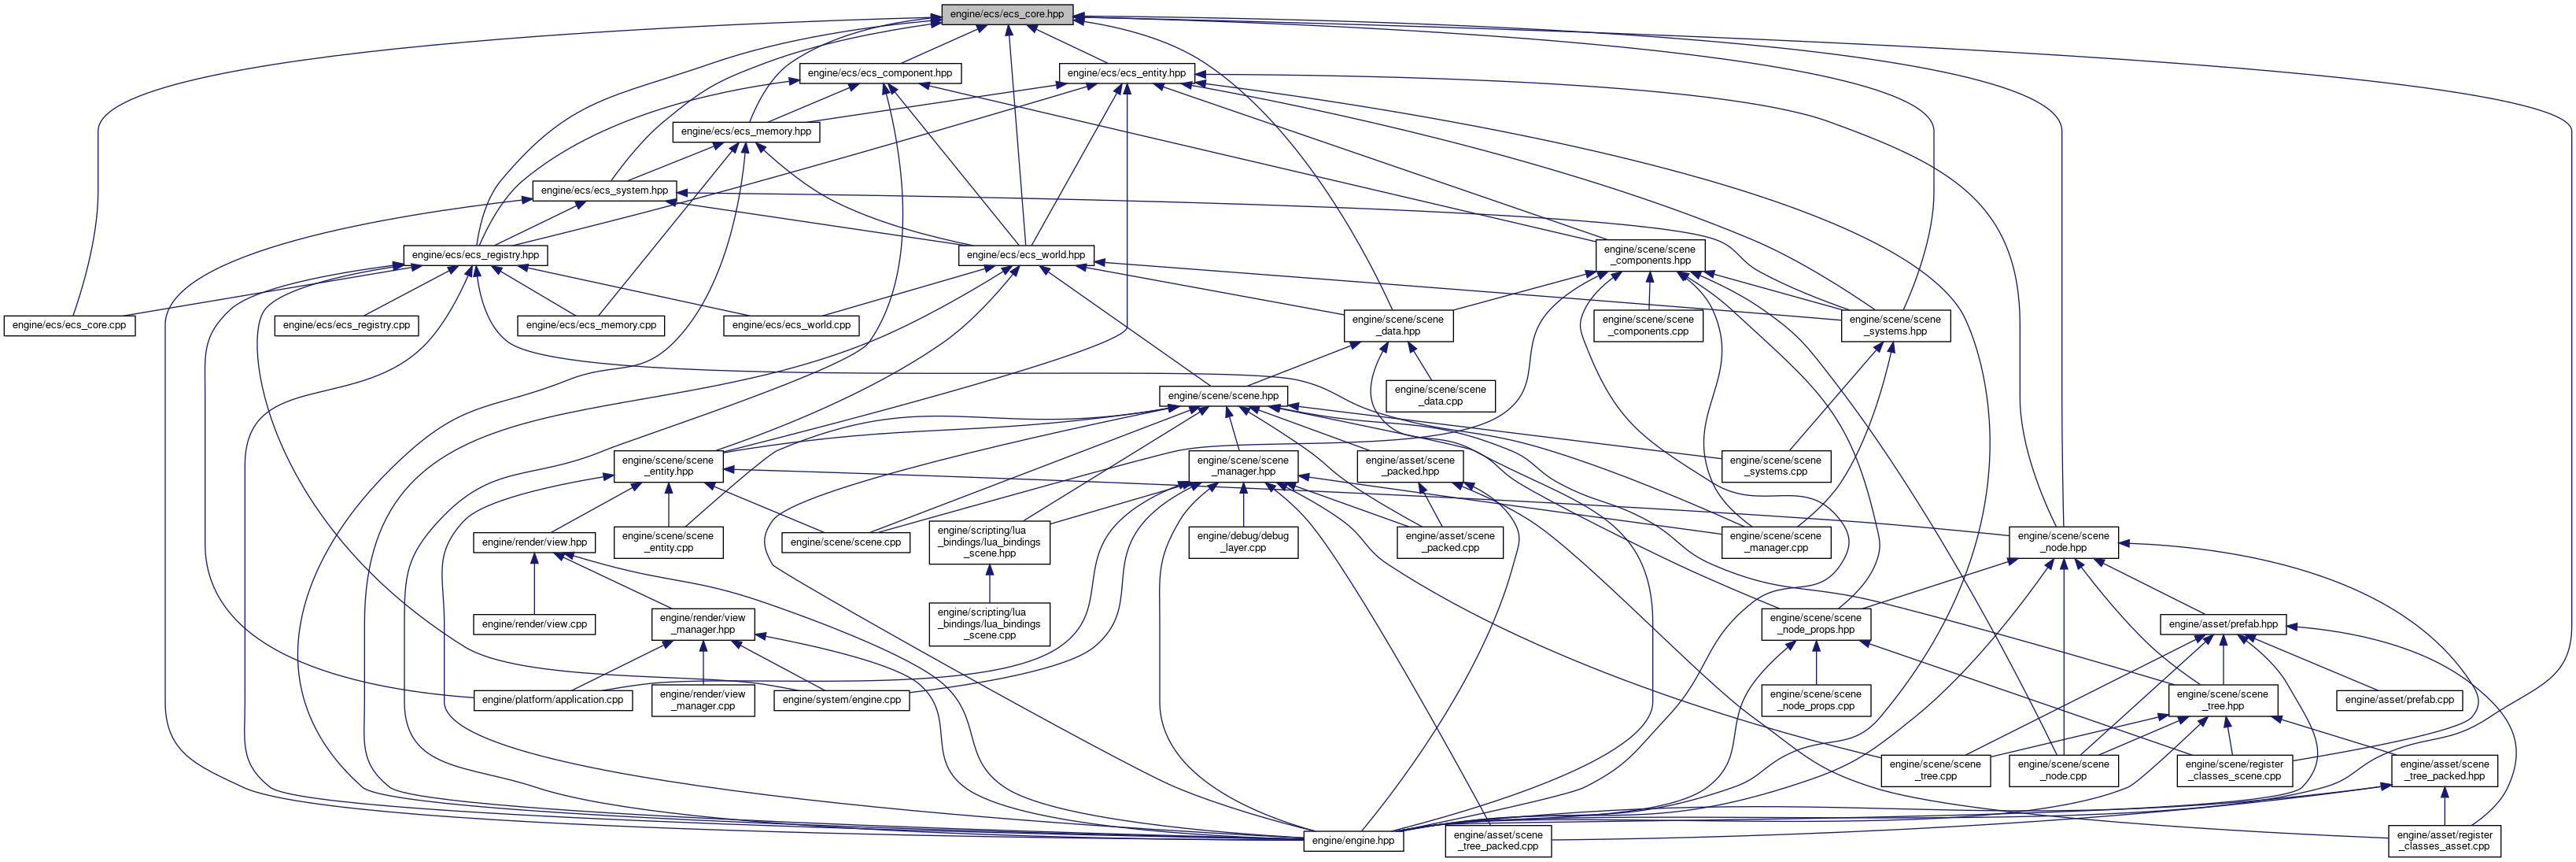 engine/ecs/ecs_core.hpp
engine/ecs/ecs_component.hpp
engine/ecs/ecs_entity.hpp
engine/ecs/ecs_memory.hpp
engine/ecs/ecs_system.hpp
engine/ecs/ecs_registry.hpp
engine/ecs/ecs_world.hpp
engine/scene/scene
_components.hpp
engine/ecs/ecs_core.cpp
engine/ecs/ecs_registry.cpp
engine/ecs/ecs_memory.cpp
engine/ecs/ecs_world.cpp
engine/scene/scene
_data.hpp
engine/scene/scene
_components.cpp
engine/scene/scene
_systems.hpp
engine/scene/scene.hpp
engine/scene/scene
_data.cpp
engine/scene/scene
_entity.hpp
engine/scene/scene
_manager.hpp
engine/asset/scene
_packed.hpp
engine/scene/scene
_systems.cpp
engine/render/view.hpp
engine/scene/scene
_entity.cpp
engine/scene/scene.cpp
engine/scripting/lua
_bindings/lua_bindings
_scene.hpp
engine/debug/debug
_layer.cpp
engine/asset/scene
_packed.cpp
engine/scene/scene
_manager.cpp
engine/scene/scene
_node.hpp
engine/render/view.cpp
engine/render/view
_manager.hpp
engine/scripting/lua
_bindings/lua_bindings
_scene.cpp
engine/scene/scene
_node_props.hpp
engine/asset/prefab.hpp
engine/platform/application.cpp
engine/render/view
_manager.cpp
engine/system/engine.cpp
engine/scene/scene
_node_props.cpp
engine/scene/scene
_tree.hpp
engine/asset/prefab.cpp
engine/scene/scene
_tree.cpp
engine/scene/scene
_node.cpp
engine/scene/register
_classes_scene.cpp
engine/asset/scene
_tree_packed.hpp
engine/engine.hpp
engine/asset/scene
_tree_packed.cpp
engine/asset/register
_classes_asset.cpp